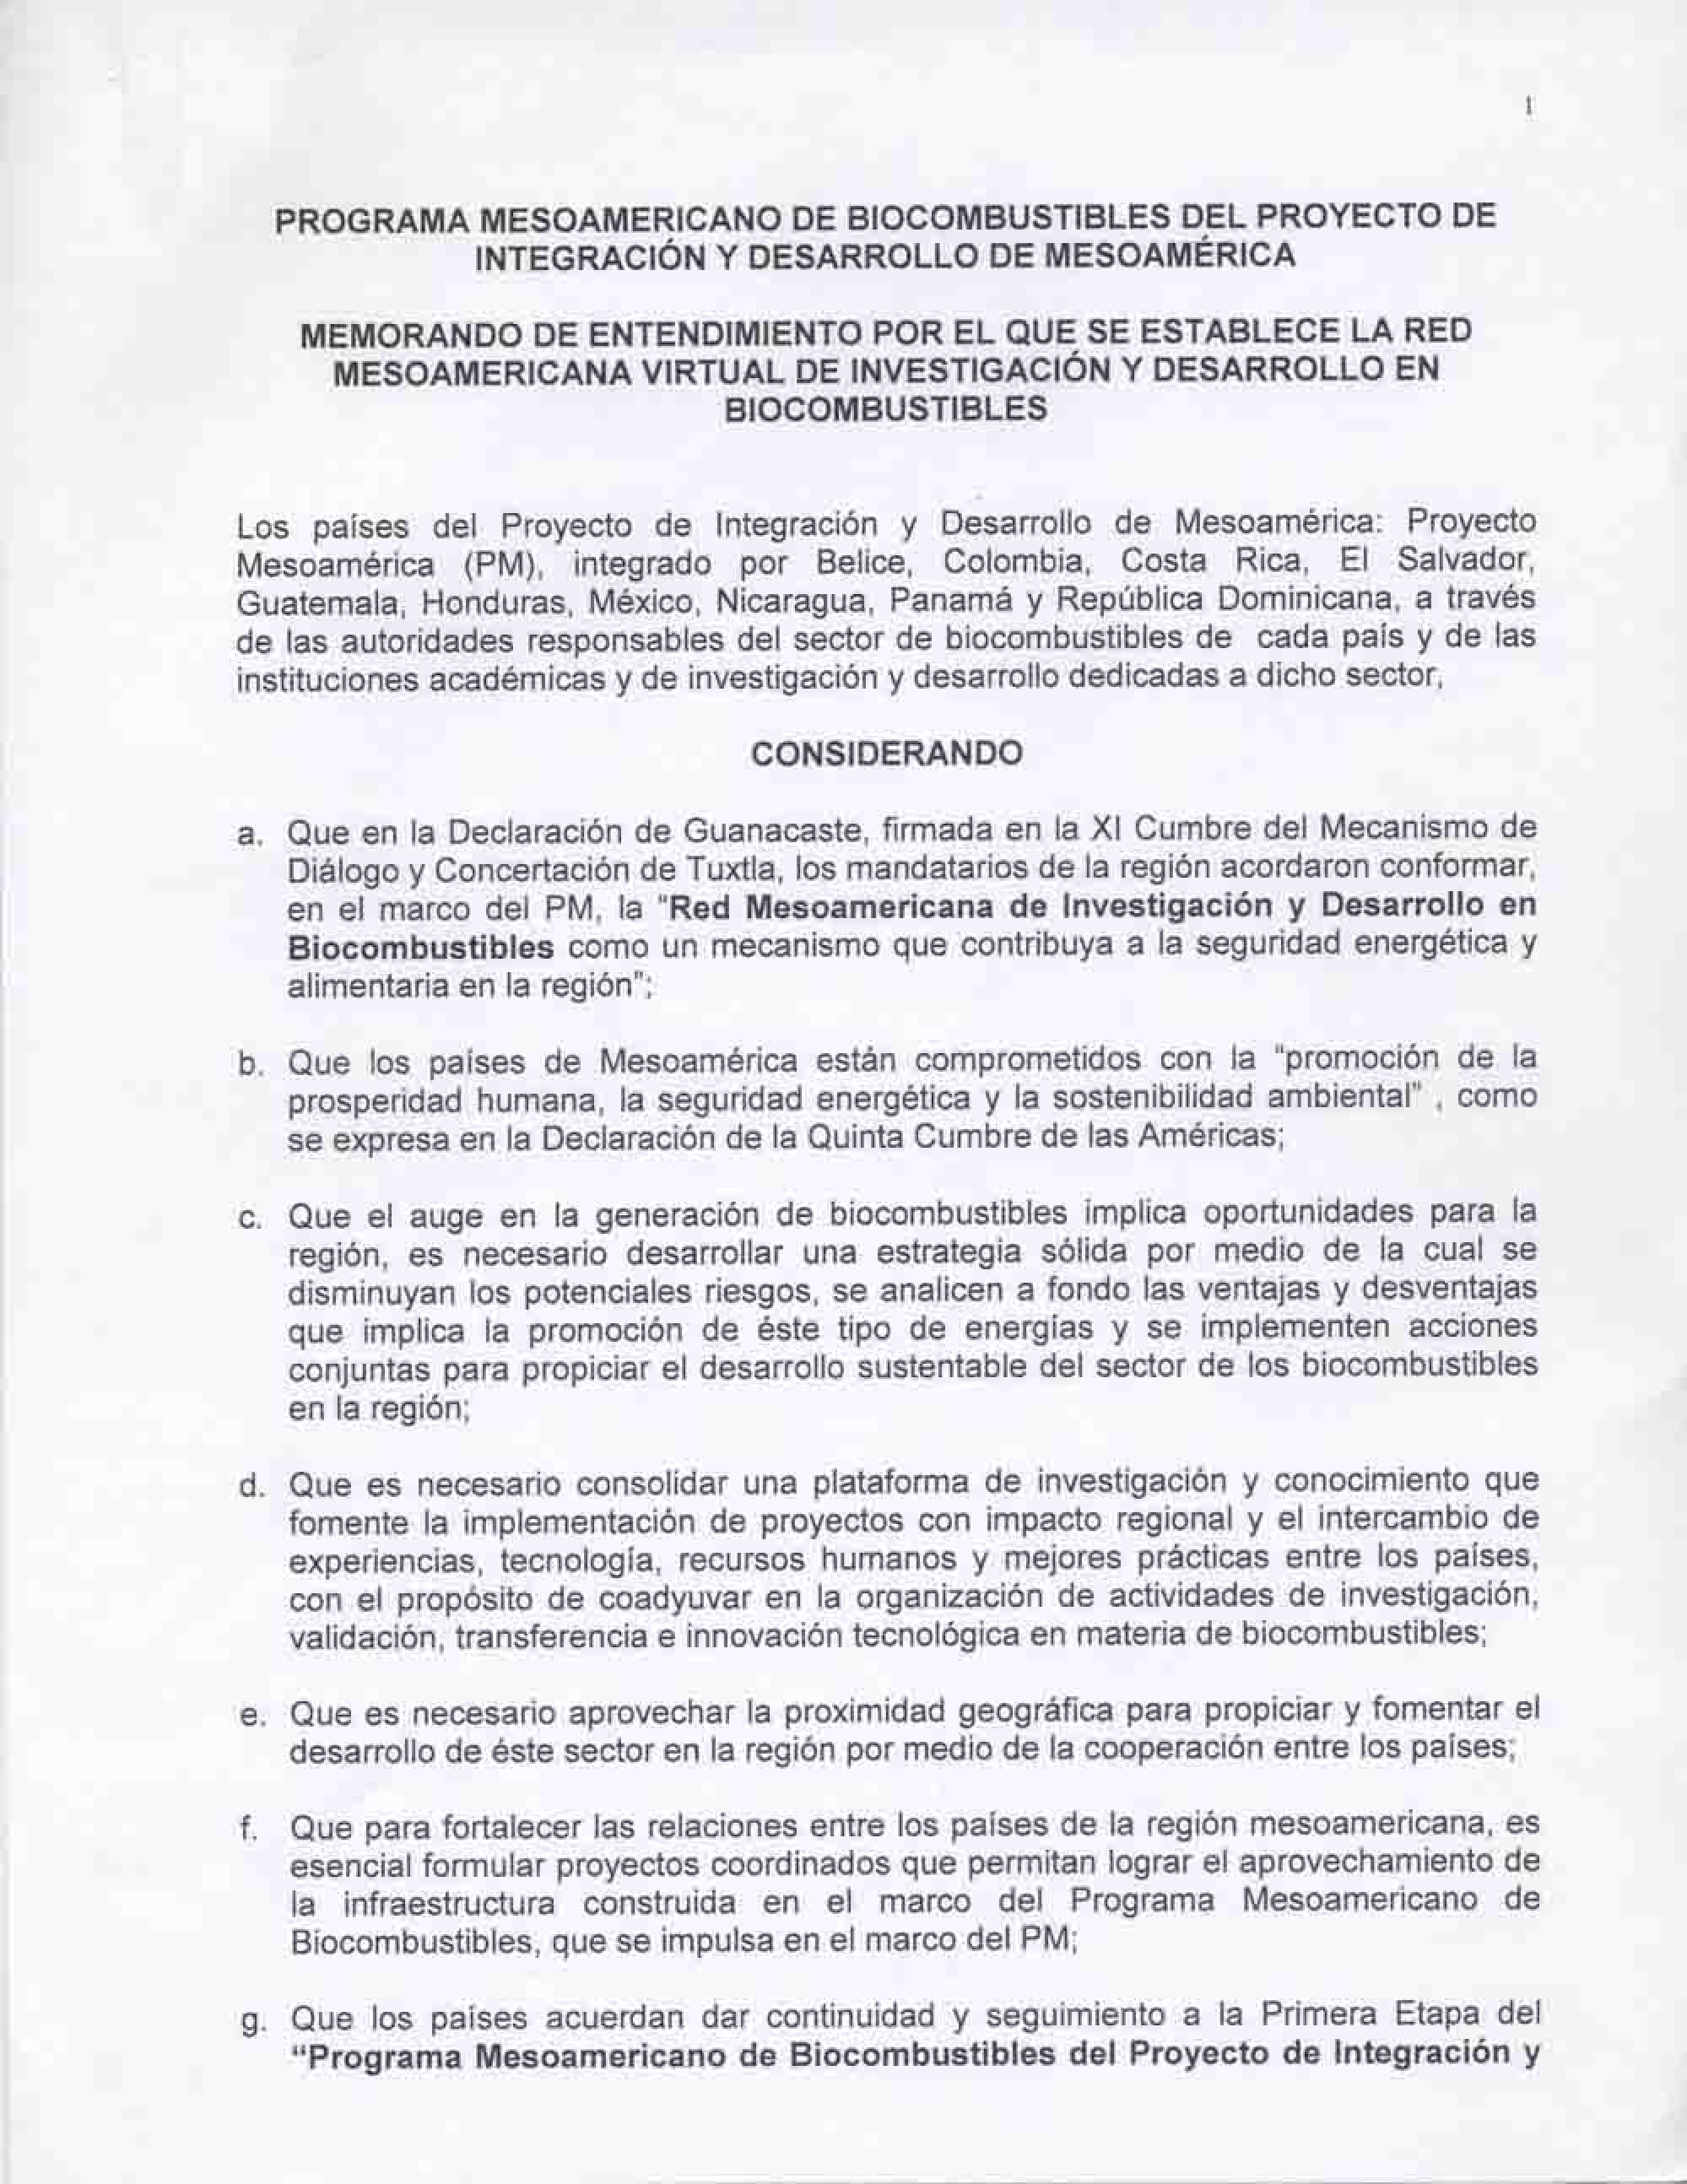 1
PROGRAMA MESOAMERICANO DE BIOCOMBUSTIBLES DEL PROYECTO DE
INTEGRACIÓN Y DESARROLLO DE MESOAMÉRICA
MEMORANDO DE ENTENDIMIENTO POR EL QUE SE ESTABLECE LA RED
MESOAMERICANA VIRTUAL DE INVESTIGACIÓN Y DESARROLLO EN
BIOCOMBUSTIBLES
Los países del Proyecto de Integración y Desarrollo de Mesoamérica: Proyecto
Mesoamérica (PM), integrado por Belice, Colombia, Costa Rica, El Salvador,
Guatemala, Honduras, México, Nicaragua, Panamá y República Dominicana, a través
de las autoridades responsables del sector de biocombustibles de cada país y de las
instituciones académicas y de investigación y desarrollo dedicadas a dicho sector,
CONSIDERANDO
a. Que en la Declaración de Guanacaste, firmada en la XI Cumbre del Mecanismo de
Diálogo y Concertación de Tuxtla, los mandatarios de la región acordaron conformar,
en el marco del PM, la "Red Mesoamericana de Investigación y Desarrollo en
Biocombustibles como un mecanismo que contribuya a la seguridad energética y
alimentaria en la región";
b. Que los países de Mesoamérica están comprometidos con la "promoción de la
prosperidad humana, la seguridad energética y la sostenibilidad ambiental" , como
se expresa en la Declaración de la Quinta Cumbre de las Américas;
c. Que el auge en la generación de biocombustibles implica oportunidades para la
región, es necesario desarrollar una estrategia sólida por medio de la cual se
disminuyan los potenciales riesgos, se analicen a fondo las ventajas y desventajas
que implica la promoción de éste tipo de energías y se implementen acciones
conjuntas para propiciar el desarrollo sustentable del sector de los biocombustibles
en la región;
d. Que es necesario consolidar una plataforma de investigación y conocimiento que
fomente la implementación de proyectos con impacto regional y el intercambio de
experiencias, tecnología, recursos humanos y mejores prácticas entre los países,
con el propósito de coadyuvar en la organización de actividades de investigación,
validación, transferencia e innovación tecnológica en materia de biocombustibles;
e. Que es necesario aprovechar la proximidad geográfica para propiciar y fomentar el
desarrollo de éste sector en la región por medio de la cooperación entre los países;
f. Que para fortalecer las relaciones entre los países de la región mesoamericana, es
esencial formular proyectos coordinados que permitan lograr el aprovechamiento de
la infraestructura construida en el marco del Programa Mesoamericano de
Biocombustibles, que se impulsa en el marco del PM;
g. Que los países acuerdan dar continuidad y seguimiento a la Primera Etapa del
“Programa Mesoamericano de Biocombustibles del Proyecto de Integración y